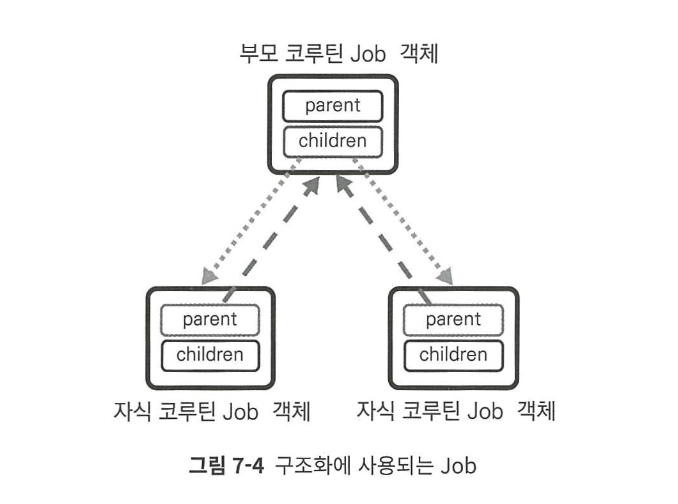 부모 코루틴 Job 객체
parent
children
parent
children
parent
children
자식 코루틴 Job 객체
자식 코루틴 Job 객체
그림 7-4 구조화에 사용되는 Job